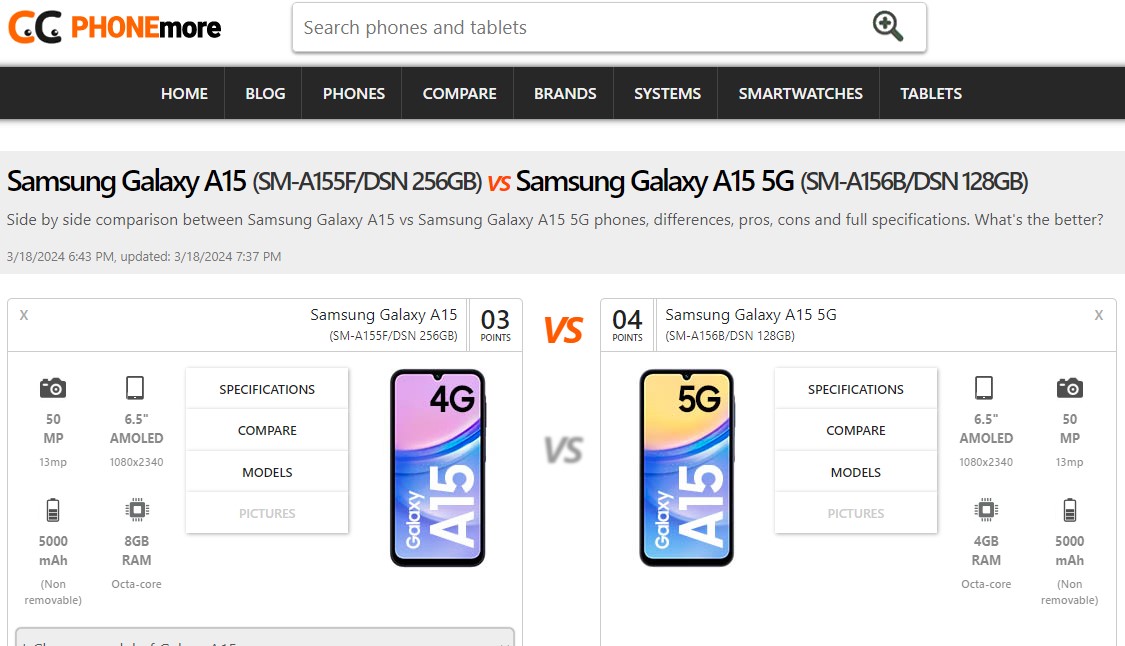 PHONEmore
Search phones and tablets
HOME
BLOG
PHONES
COMPARE
BRANDS
SYSTEMS
SMARTWATCHES
TABLETS
Samsung Galaxy A15 (SM-A155F/DSN 256GB) vs Samsung Galaxy A15 5G (SM-A156B/DSN 128GB)
Side by side comparison between Samsung Galaxy A15 vs Samsung Galaxy A15 5G phones, differences, pros, cons and full specifications. What's the better?
3/18/2024 6:43 PM, updated: 3/18/2024 7:37 PM
X
Samsung Galaxy A15
(SM-A155F/DSN 256GB)
03
POINTS
50
MP
13mp
6.5"
AMOLED
1080x2340
5000
mAh
(Non
removable)
8GB
RAM
Octa-core
SPECIFICATIONS
COMPARE
MODELS
PICTURES
4G
Galaxy
A15
VS
VS
04
POINTS
Samsung Galaxy A15 5G
(SM-A156B/DSN 128GB)
X
5G
Galaxy
A15
SPECIFICATIONS
COMPARE
MODELS
PICTURES
6.5"
AMOLED
1080x2340
50
MP
13mp
4GB
RAM
Octa-core
5000
mAh
(Non
removable)